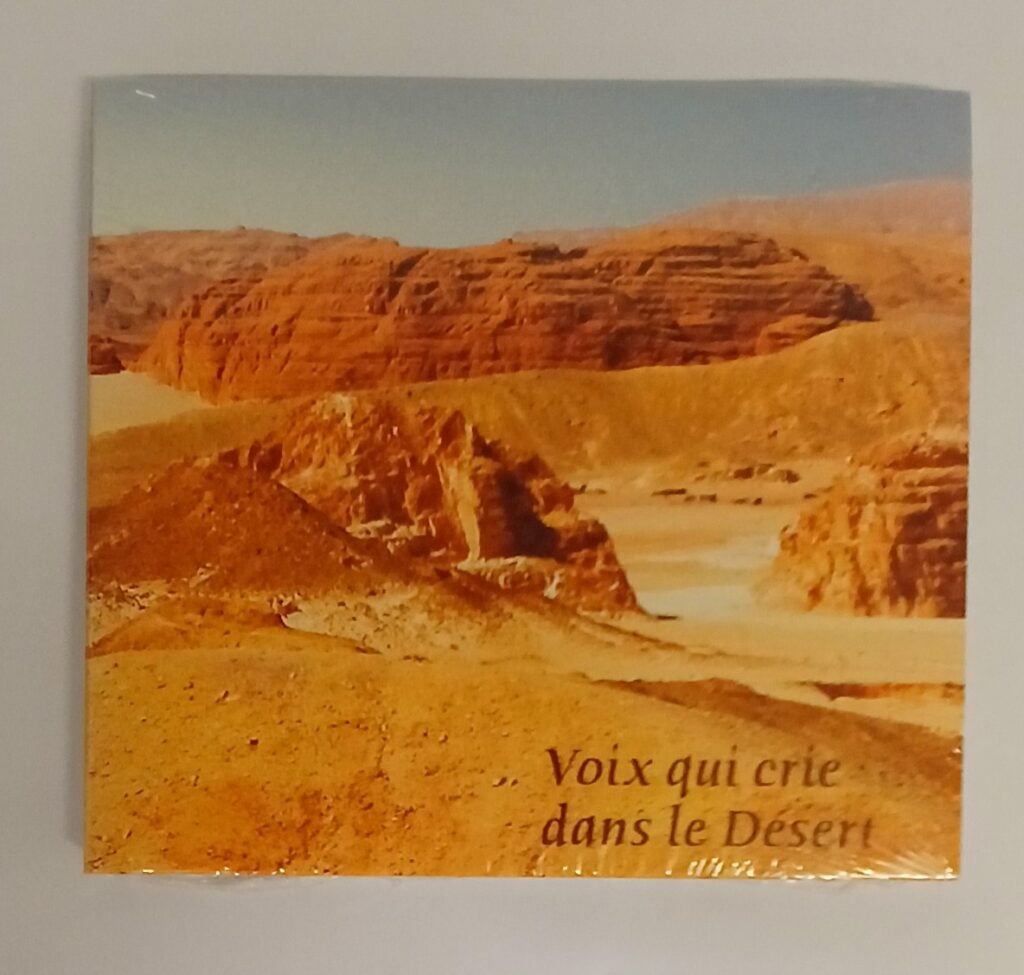 Voix qui crie
dans le Désert